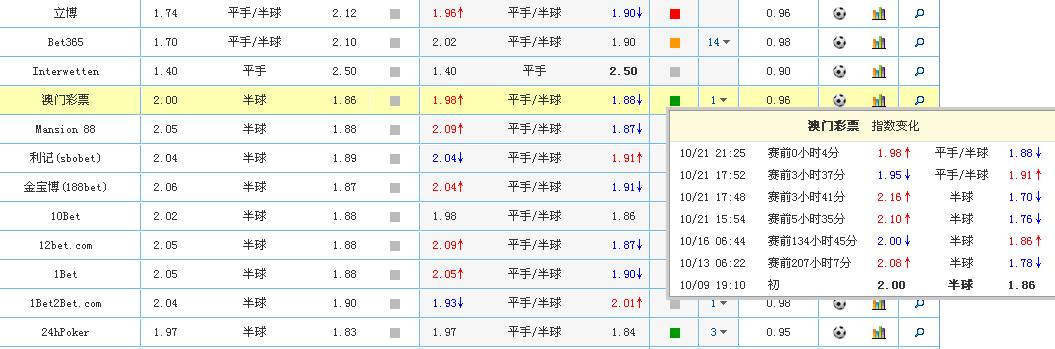 立博 1.74 平手/半球 2.12 1.96↑ 平手/半球 1.90↓ 0.96
Bet365 1.70 平手/半球 2.10 2.02 平手/半球 1.90 14 0.98
Interwetten 1.40 平手 2.50 1.40 平手 2.50 0.90
澳门彩票 2.00 半球 1.86 1.98↑ 平手/半球 1.88↓ 1 0.96
Mansion 88 2.05 半球 1.88 2.09↑ 平手/半球 1.87↓
利记(sbobet) 2.04 半球 1.89 2.04↓ 平手/半球 1.91↑
金宝博(188bet) 2.06 半球 1.87 2.04↑ 平手/半球 1.91↓
10Bet 2.02 半球 1.88 1.98 平手/半球 1.86
12bet.com 2.05 半球 1.88 2.09↑ 平手/半球 1.87↓
1Bet 2.05 半球 1.88 2.05↑ 平手/半球 1.90↓
1Bet2Bet.com 2.04 半球 1.90 1.93↓ 平手/半球 2.01↑ 1 0.98
24hPoker 1.97 半球 1.83 1.97 平手/半球 1.84 3 0.95
澳门彩票 指数变化
10/21 21:25 赛前0小时4分 1.98↑ 平手/半球 1.88↓
10/21 17:52 赛前3小时37分 1.95↓ 平手/半球 1.91↑
10/21 17:48 赛前3小时41分 2.16↑ 半球 1.70↓
10/21 15:54 赛前5小时35分 2.10↑ 半球 1.76↓
10/16 06:44 赛前134小时45分 2.00↓ 半球 1.86↑
10/13 06:22 赛前207小时7分 2.08↑ 半球 1.78↓
10/09 19:10 初 2.00 半球 1.86